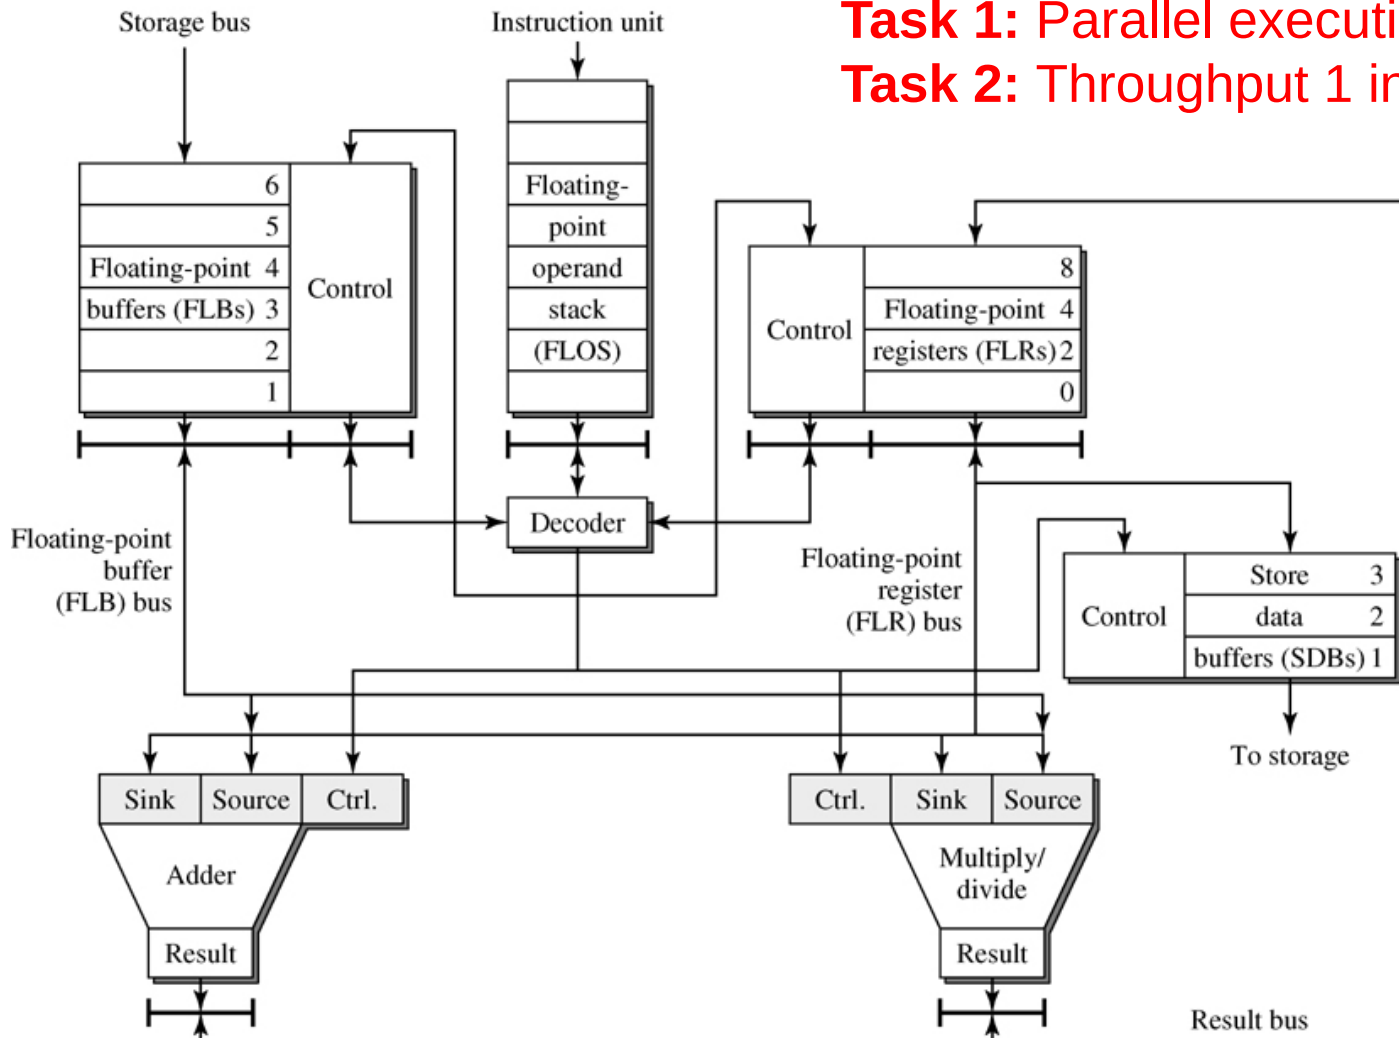 Task 1: Parallel executi
Task 2: Throughput 1 in
Storage bus
Instruction unit
6
5
Floating-point 4
buffers (FLBs) 3
2
1
Control
Floating-
point
operand
stack
(FLOS)
Control
8
Floating-point 4
registers (FLRs) 2
0
Decoder
Floating-point
buffer
(FLB) bus
Floating-point
register
(FLR) bus
Control
Store 3
data 2
buffers (SDBs) 1
To storage
Sink Source Ctrl.
Adder
Result
Ctrl. Sink Source
Multiply/
divide
Result
Result bus